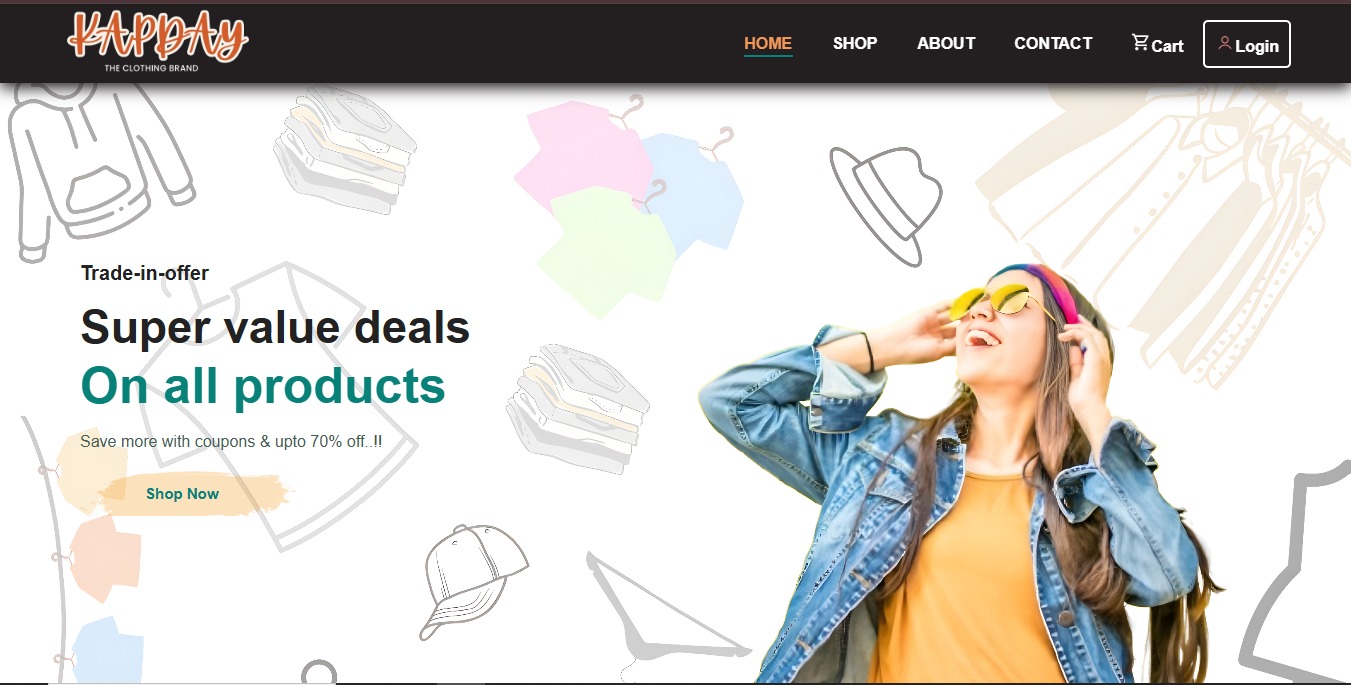 KAPDAY
THE CLOTHING BRAND
HOME SHOP ABOUT CONTACT Cart Login
Trade-in-offer
Super value deals
On all products
Save more with coupons & upto 70% off..!!
Shop Now